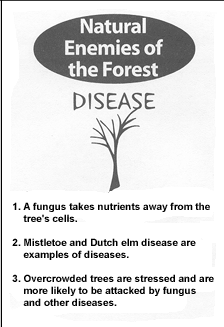 Natural
Enemies of
the Forest
DISEASE
1. A fungus takes nutrients away from the
tree's cells.
2. Mistletoe and Dutch elm disease are
examples of diseases.
3. Overcrowded trees are stressed and are
more likely to be attacked by fungus
and other diseases.